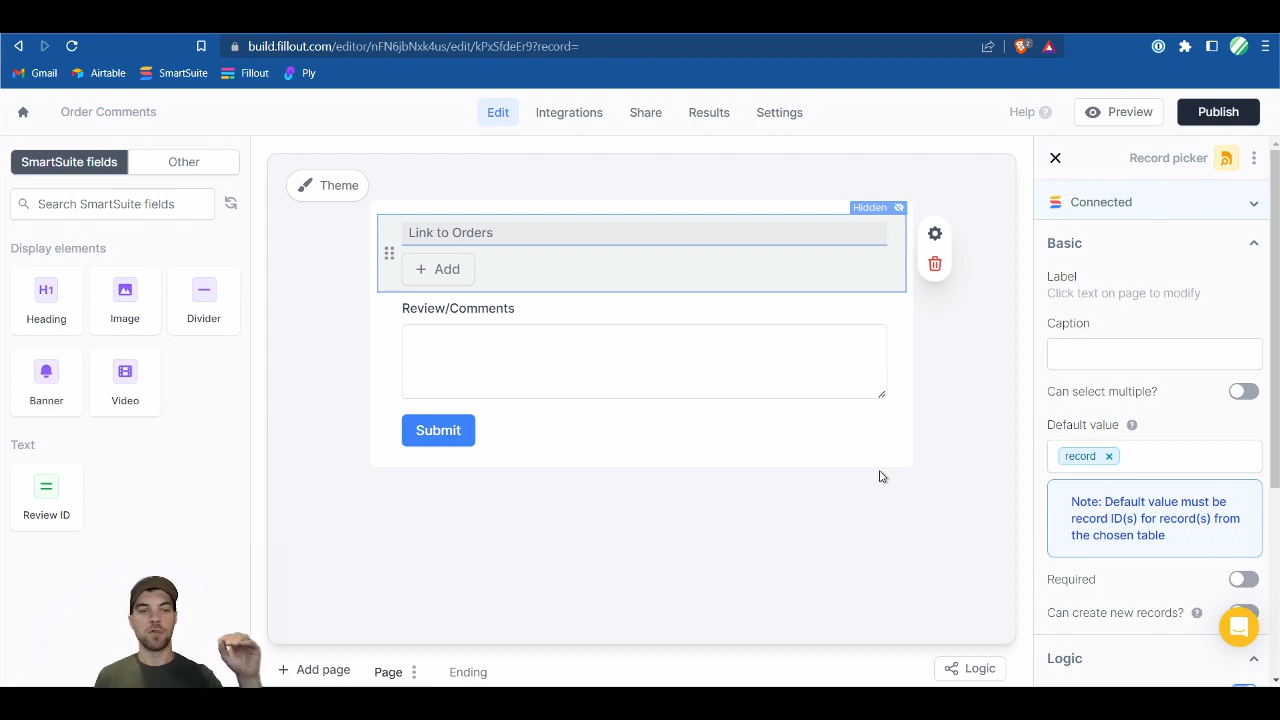 build.fillout.com/editor/nFN6jbNxk4us/edit/kPxSfdeEr9?record=
2
Gmail
Airtable
SmartSuite
Fillout
Ply
Order Comments
Edit
Integrations
Share
Results
Settings
Help
Preview
Publish
SmartSuite fields
Other
Search SmartSuite fields
Display elements
H1
Heading
Image
Divider
Banner
Video
Text
Review ID
Theme
Hidden
Link to Orders
+ Add
Review/Comments
Submit
+ Add page
Page
Ending
Logic
Record picker
Connected
Basic
Label
Click text on page to modify
Caption
Can select multiple?
Default value
record
Note: Default value must be
record ID(s) for record(s) from
the chosen table
Required
Can create new records?
Logic